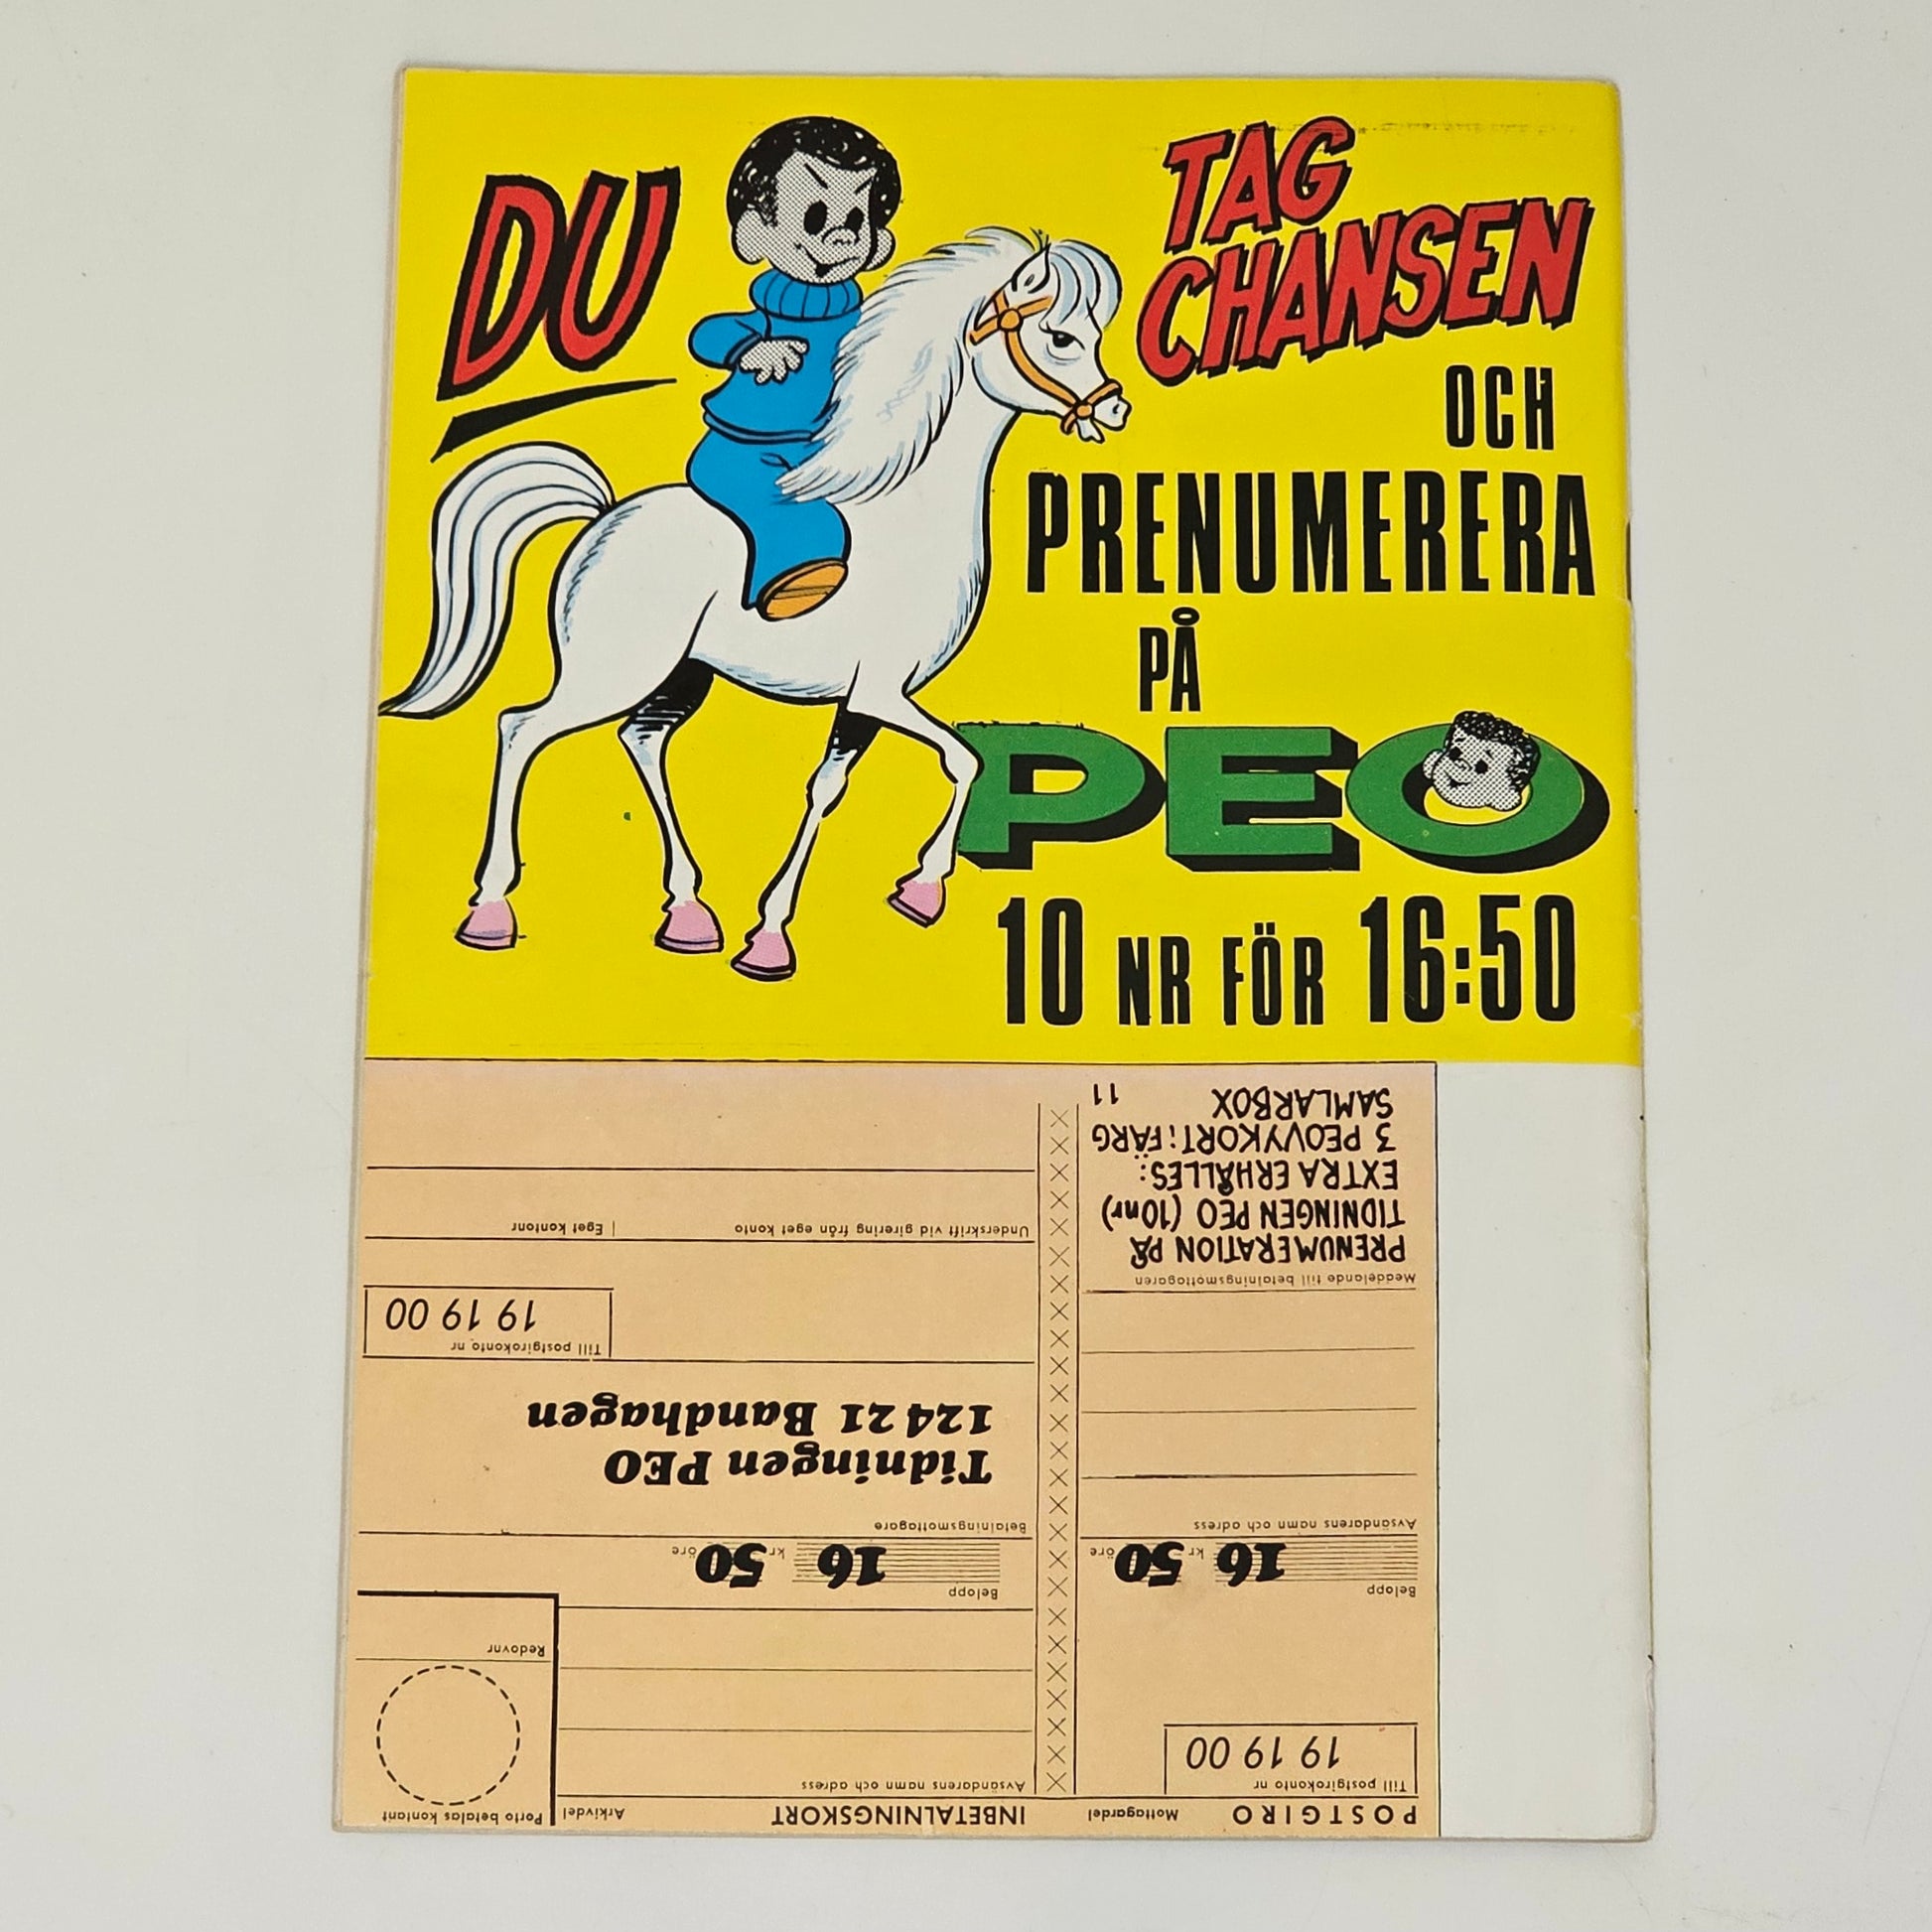 DU
TAG
CHANSEN
OCH
PRENUMERERA
PÅ
PEO
10 NR FÖR 16:50
POSTGIRO Mottagardel
Till postgirokonto nr
19 19 00
Belopp
16 kr 50 öre
Avsändarens namn och adress
Meddelande till betalningsmottagaren
PRENUMERATION PÅ
TIDNINGEN PEO (10nr)
EXTRA ERHÅLLES:
3 PEOVYKORT i FÄRG
SAMLARBOX 11
INBETALNINGSKORT Arkivdel
Porto betalas kontant
Avsändarens namn och adress
Redovnr
Belopp
16 kr 50 öre
Betalningsmottagare
Tidningen PEO
124 21 Bandhagen
Till postgirokonto nr
19 19 00
Underskrift vid girering från eget konto Eget kontonr